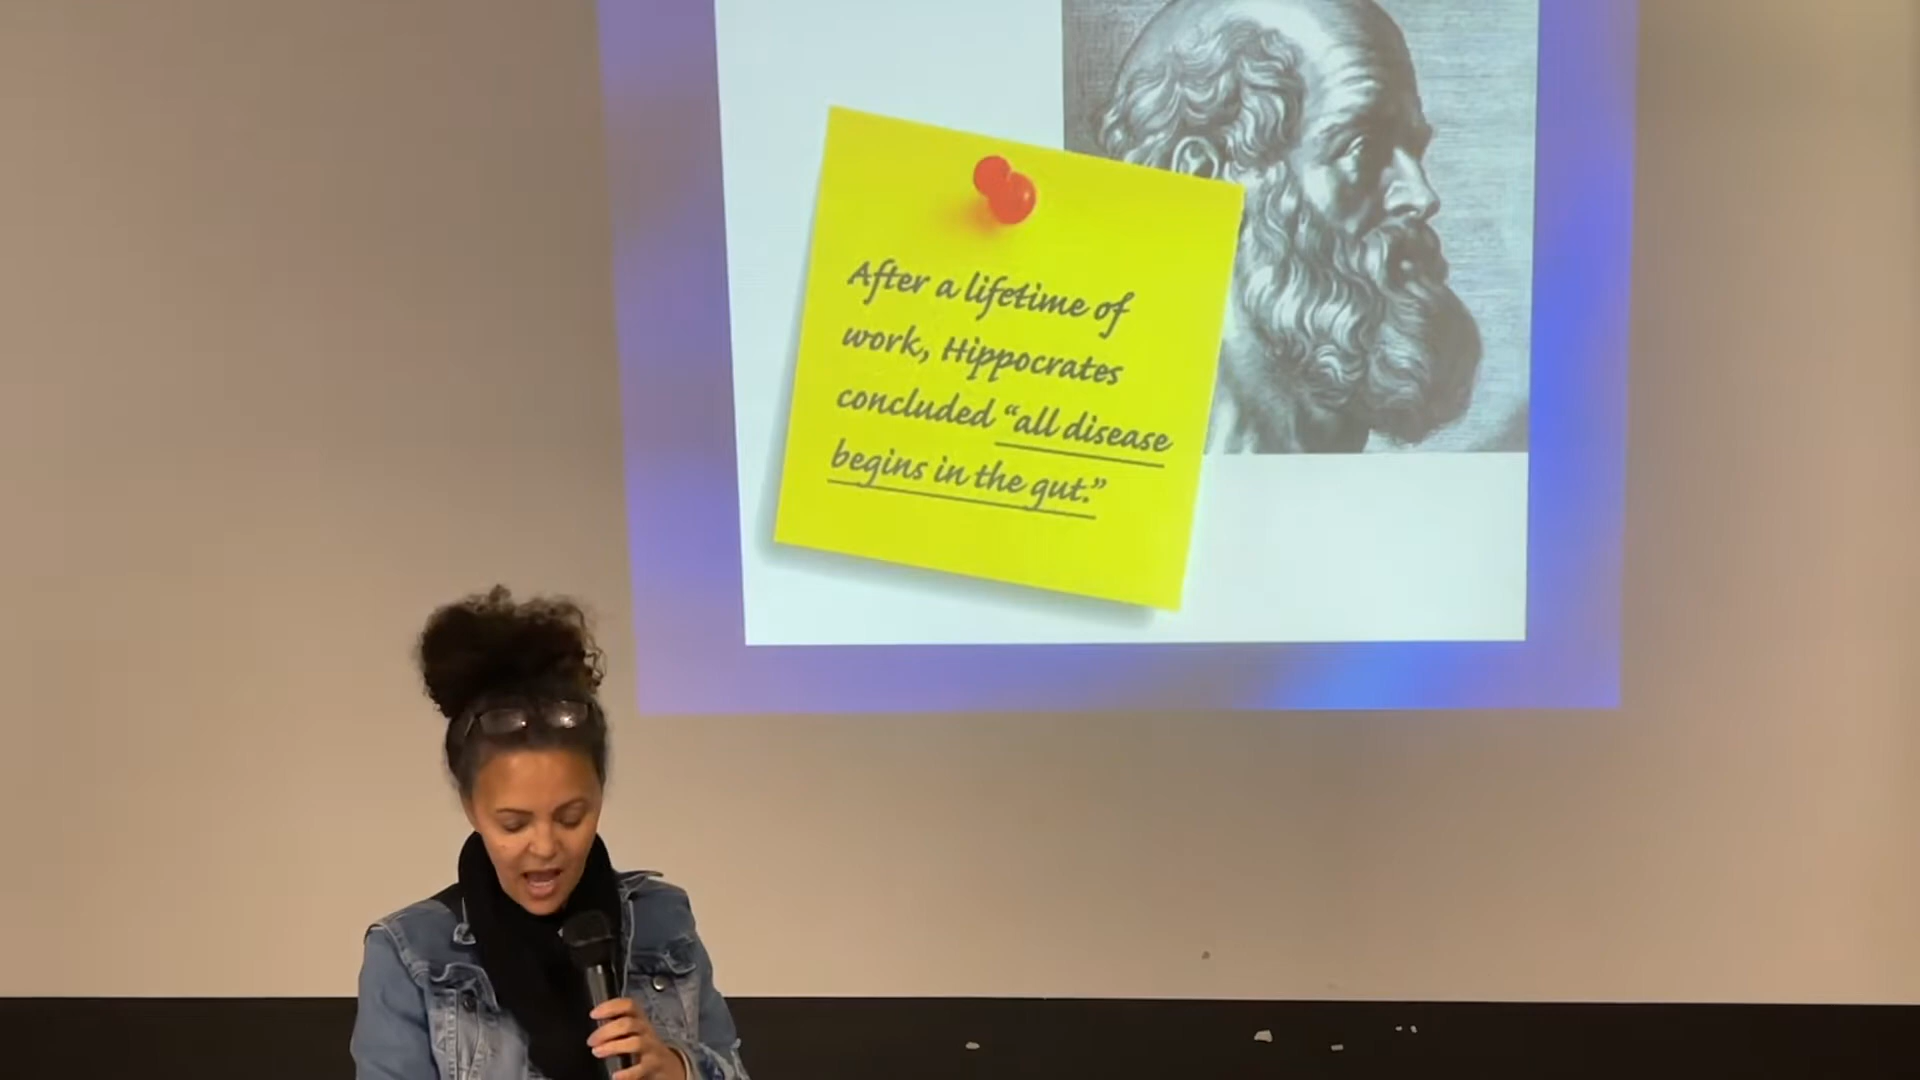 After a lifetime of
work, Hippocrates
concluded “all disease
begins in the gut.”